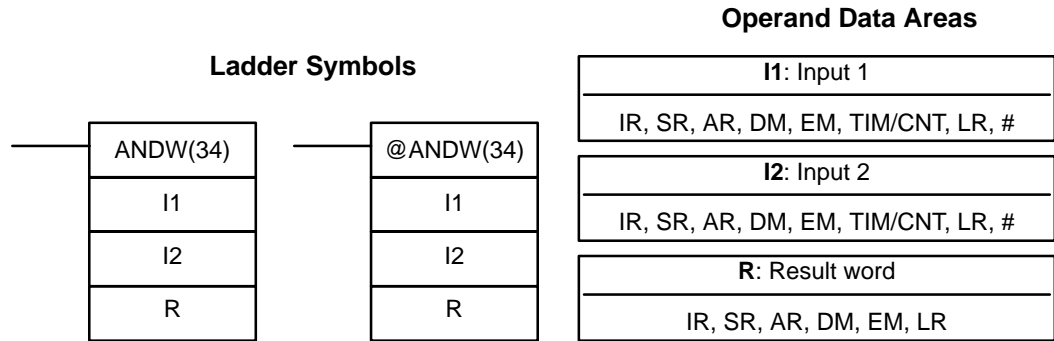 Operand Data Areas
Ladder Symbols
ANDW(34)
I1
I2
R
@ANDW(34)
I1
I2
R
I1: Input 1
IR, SR, AR, DM, EM, TIM/CNT, LR, #
I2: Input 2
IR, SR, AR, DM, EM, TIM/CNT, LR, #
R: Result word
IR, SR, AR, DM, EM, LR